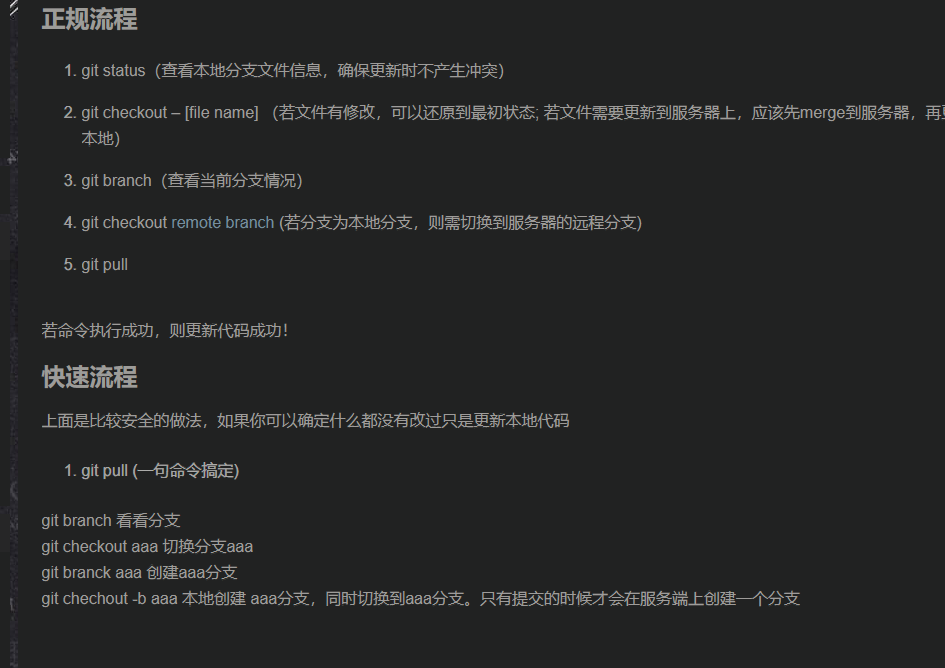 正规流程
1. git status（查看本地分支文件信息，确保更新时不产生冲突）
2. git checkout – [file name] （若文件有修改，可以还原到最初状态; 若文件需要更新到服务器上，应该先merge到服务器，再
本地）
3. git branch（查看当前分支情况）
4. git checkout remote branch (若分支为本地分支，则需切换到服务器的远程分支)
5. git pull
若命令执行成功，则更新代码成功！
快速流程
上面是比较安全的做法，如果你可以确定什么都没有改过只是更新本地代码
1. git pull (一句命令搞定)
git branch 看看分支
git checkout aaa 切换分支aaa
git branck aaa 创建aaa分支
git chechout -b aaa 本地创建 aaa分支，同时切换到aaa分支。只有提交的时候才会在服务端上创建一个分支